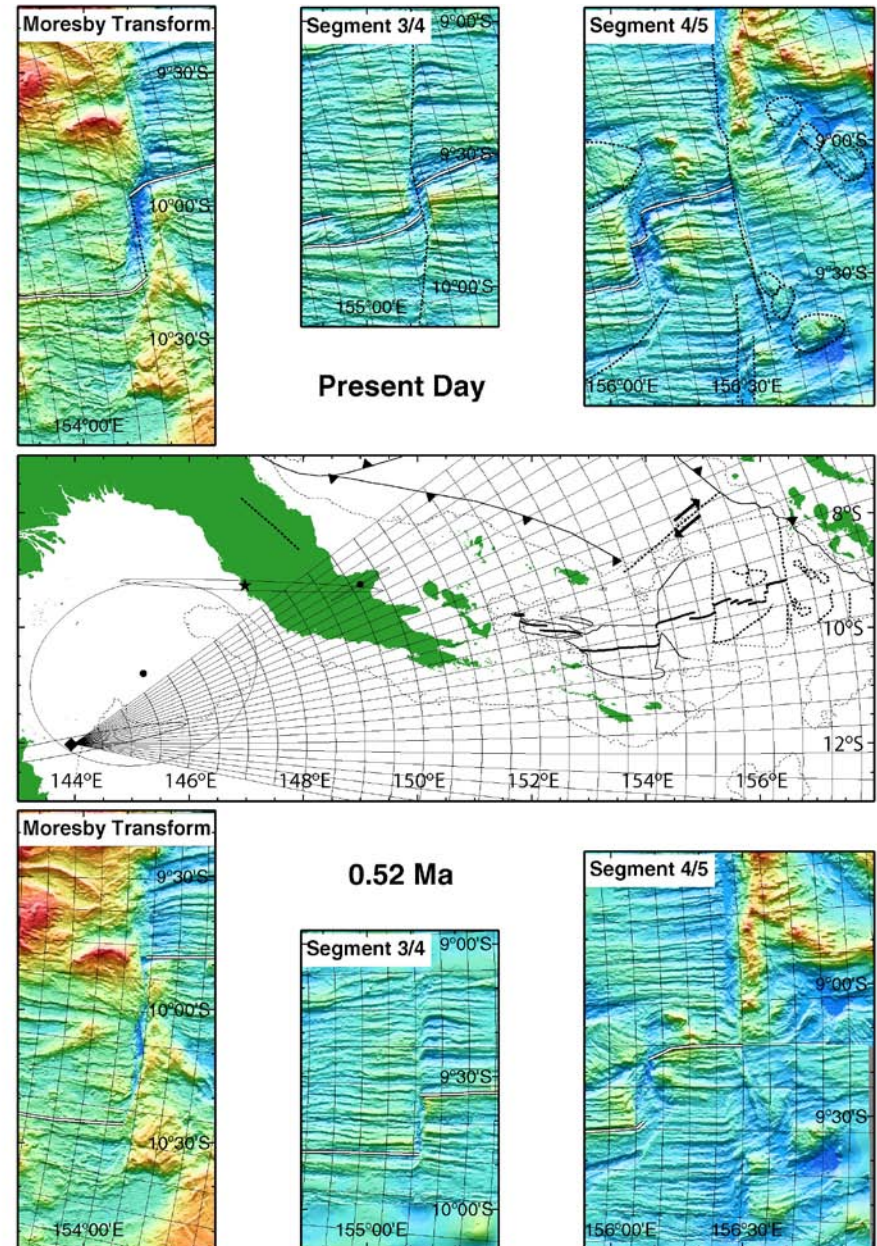 Moresby Transform
9°30'S
10°00'S
10°30'S
154°00'E
Segment 3/4
9°00'S
9°30'S
10°00'S
155°00'E
Segment 4/5
9°00'S
9°30'S
156°00'E
156°30'E
Present Day
8°S
10°S
12°S
144°E
146°E
148°E
150°E
152°E
154°E
156°E
Moresby Transform
9°30'S
10°00'S
10°30'S
154°00'E
0.52 Ma
Segment 3/4
9°00'S
9°30'S
10°00'S
155°00'E
Segment 4/5
9°00'S
9°30'S
156°00'E
156°30'E